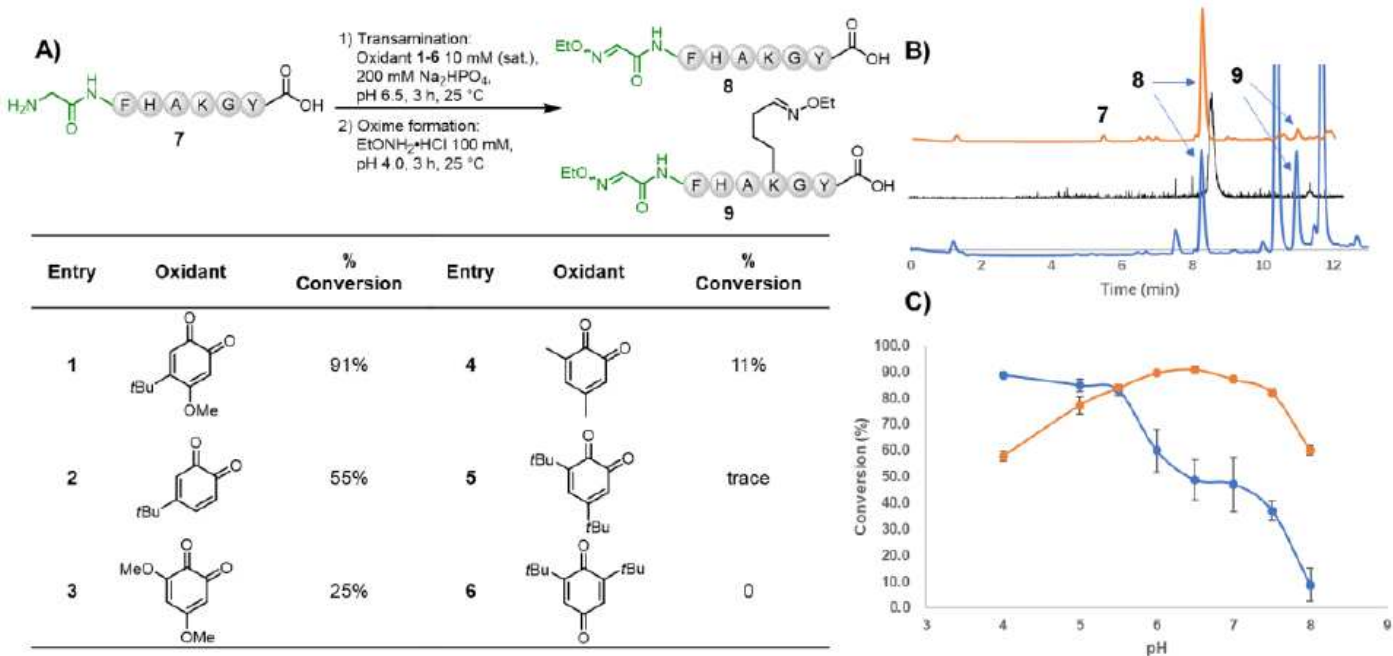 A)
H₂N
O
H
N
F H A K G Y
O
OH
7
1) Transamination:
Oxidant 1-6 10 mM (sat.),
200 mM Na₂HPO₄,
pH 6.5, 3 h, 25 °C
2) Oxime formation:
EtONH₂•HCl 100 mM,
pH 4.0, 3 h, 25 °C
EtO
N
O
H
N
F H A K G Y
O
OH
8
N
OEt
EtO
N
O
H
N
F H A K G Y
O
OH
9
Entry Oxidant % Conversion Entry Oxidant % Conversion
1 O O tBu OMe 91% 4 O O 11%
2 O O tBu 55% 5 O O tBu tBu trace
3 O O MeO OMe 25% 6 O tBu tBu O 0
B)
7 8 9
0 2 4 6 8 10 12
Time (min)
C)
100.0
90.0
80.0
70.0
60.0
50.0
40.0
30.0
20.0
10.0
0.0
Conversion (%)
3 4 5 6 7 8 9
pH